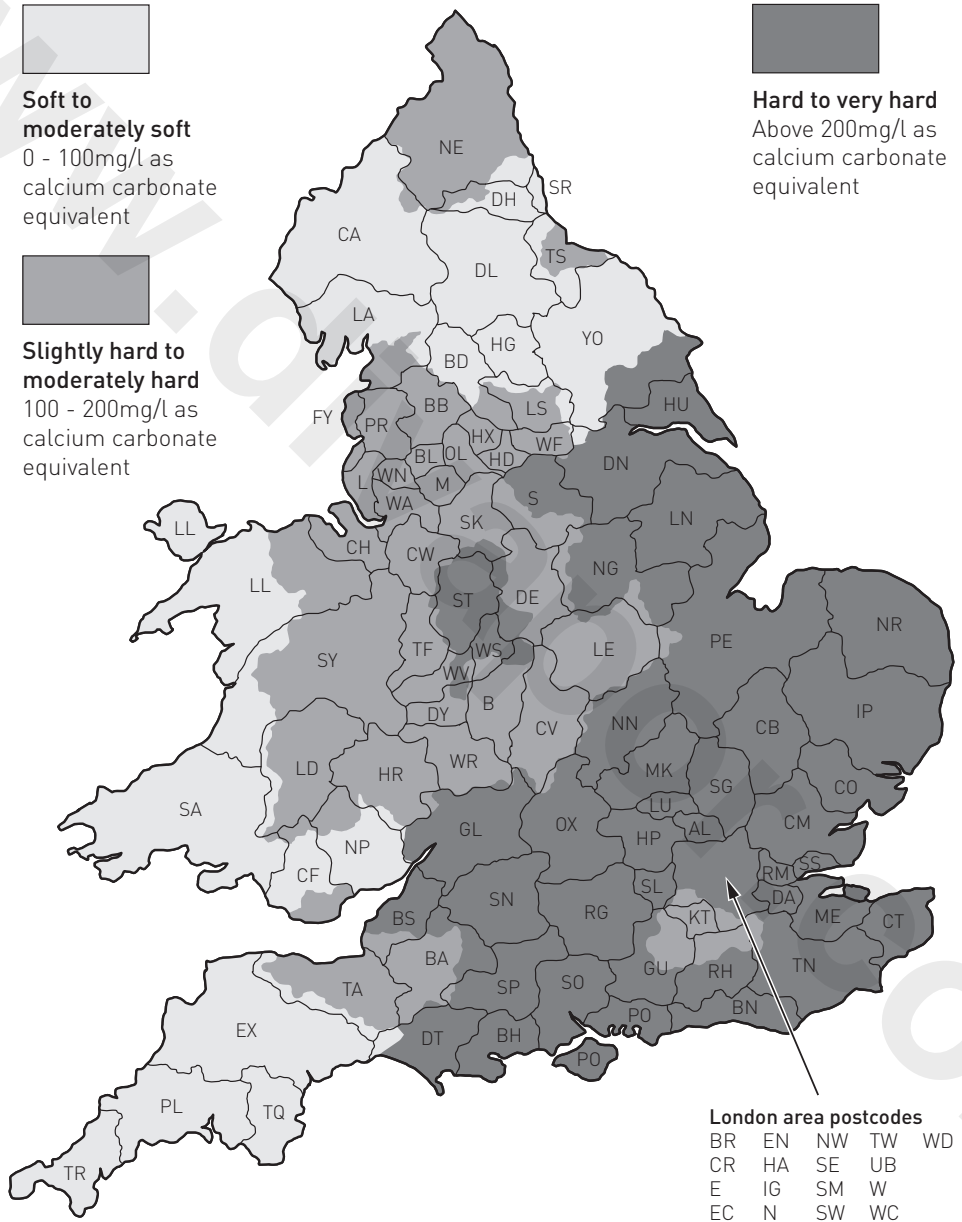 Soft to
moderately soft
0 - 100mg/l as
calcium carbonate
equivalent
Slightly hard to
moderately hard
100 - 200mg/l as
calcium carbonate
equivalent
Hard to very hard
Above 200mg/l as
calcium carbonate
equivalent
NE
SR
DH
CA
TS
DL
LA
YO
HG
BD
HU
FY
BB
LS
PR
HX
WF
BL
OL
HD
DN
L
WN
M
S
WA
LN
SK
LL
CH
CW
NG
LL
ST
DE
NR
PE
SY
TF
WS
LE
WV
B
IP
DY
NN
CB
CV
LD
HR
WR
MK
SG
CO
SA
LU
GL
OX
AL
CM
HP
NP
CF
SS
RM
SL
DA
SN
RG
BS
KT
ME
CT
BA
GU
RH
TN
TA
SP
SO
BN
EX
DT
BH
PO
PO
PL
TQ
TR
London area postcodes
BR EN NW TW WD
CR HA SE UB
E IG SM W
EC N SW WC